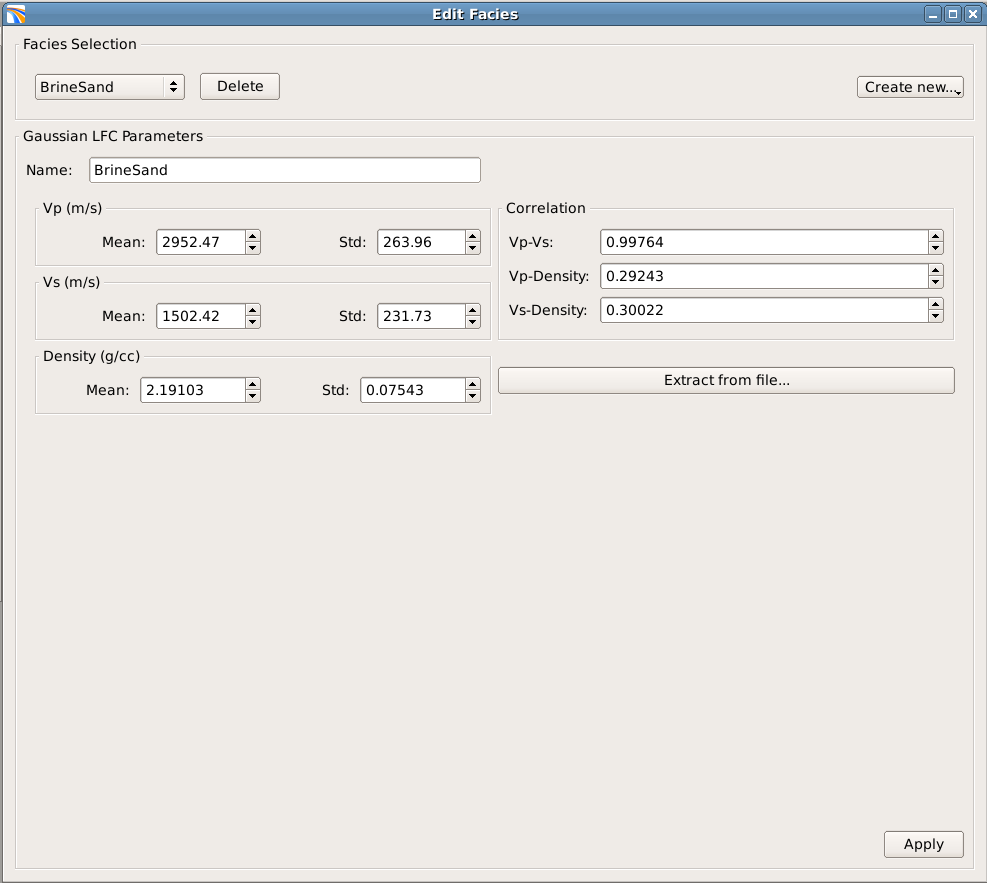 Edit Facies
Facies Selection
BrineSand
Delete
Create new...
Gaussian LFC Parameters
Name: BrineSand
Vp (m/s)
Mean: 2952.47 Std: 263.96
Vs (m/s)
Mean: 1502.42 Std: 231.73
Density (g/cc)
Mean: 2.19103 Std: 0.07543
Correlation
Vp-Vs: 0.99764
Vp-Density: 0.29243
Vs-Density: 0.30022
Extract from file...
Apply